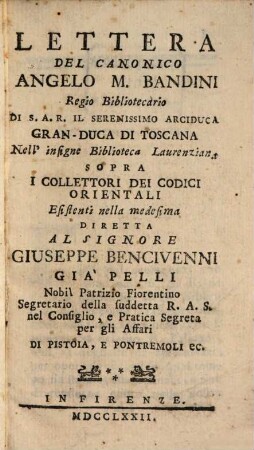 LETTERA
DEL CANONICO
ANGELO M. BANDINI
Regio Bibliotecario
DI S. A. R. IL SERENISSIMO ARCIDUCA
GRAN-DUCA DI TOSCANA
Nell' insigne Biblioteca Laurenziana
SOPRA
I COLLETTORI DEI CODICI
ORIENTALI
Esistenti nella medesima
DIRETTA
AL SIGNORE
GIUSEPPE BENCIVENNI
GIA' PELLI
Nobil Patrizio Fiorentino
Segretario della suddetta R. A. S.
nel Consiglio, e Pratica Segreta
per gli Affari
DI PISTOIA, E PONTREMOLI ec.
IN FIRENZE.
MDCCLXXII.